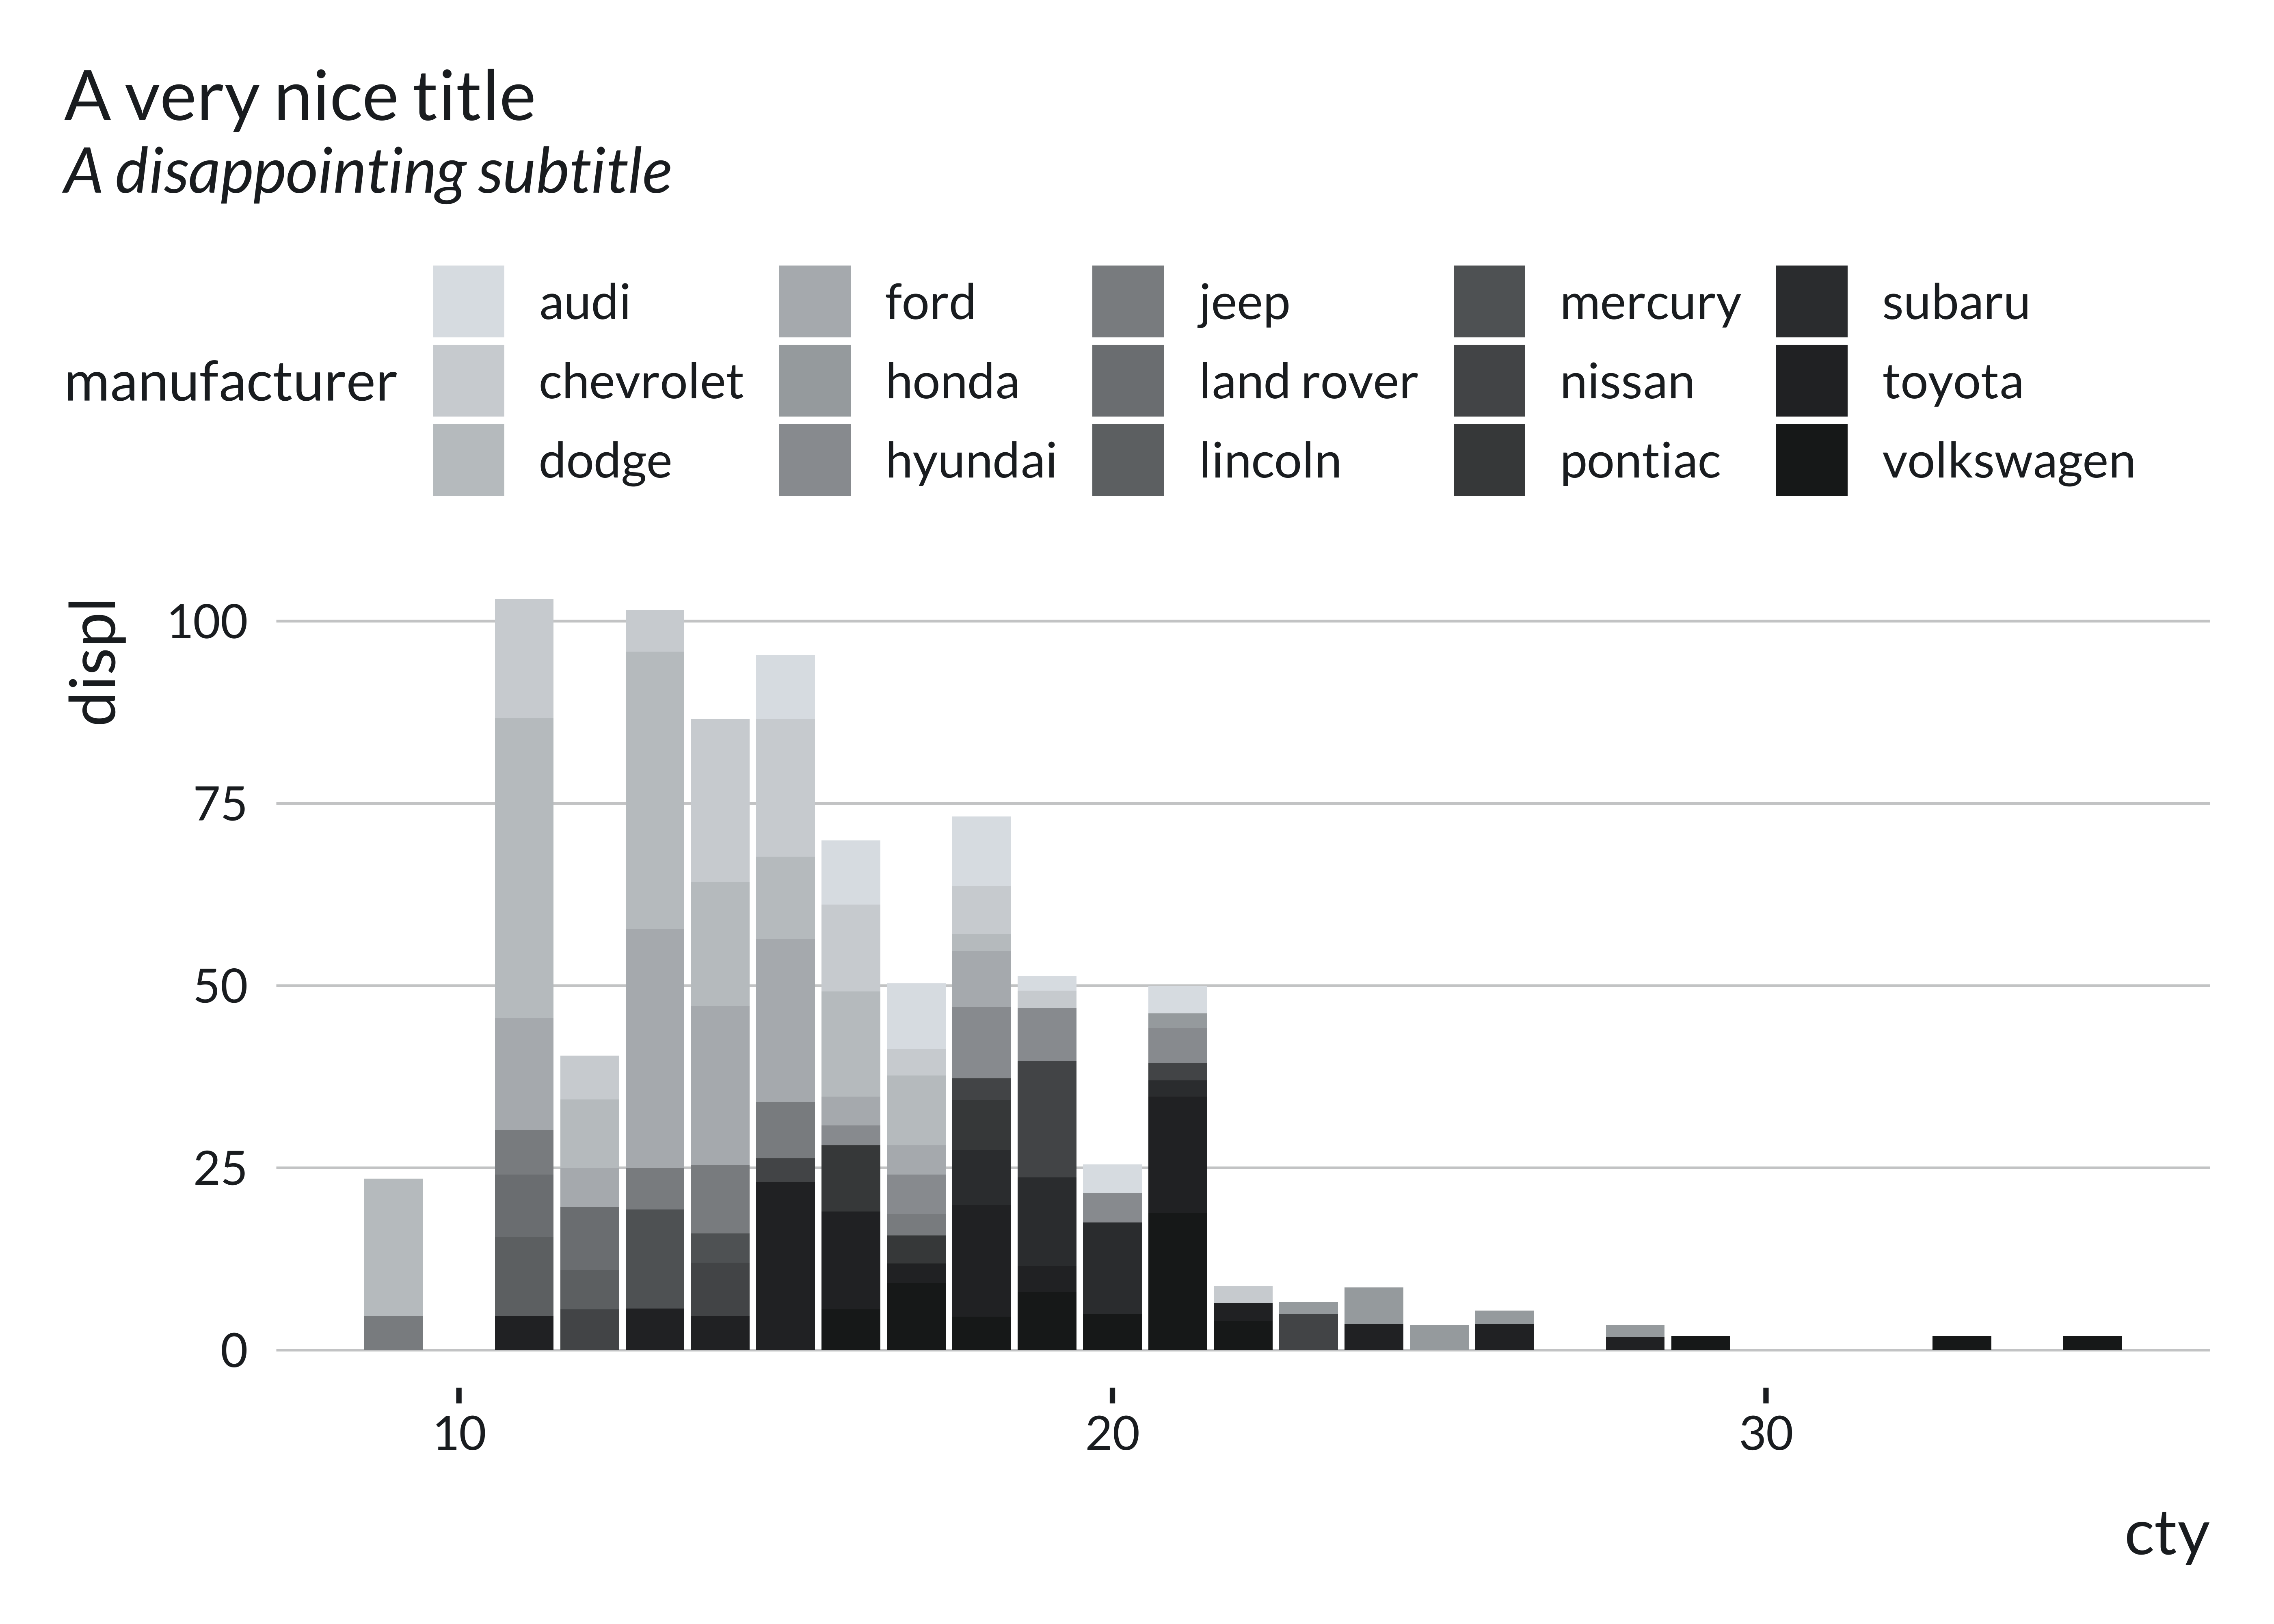 A very nice title
A disappointing subtitle
audi ford jeep mercury subaru
manufacturer chevrolet honda land rover nissan toyota
dodge hyundai lincoln pontiac volkswagen
displ
100
75
50
25
0
10 20 30
cty